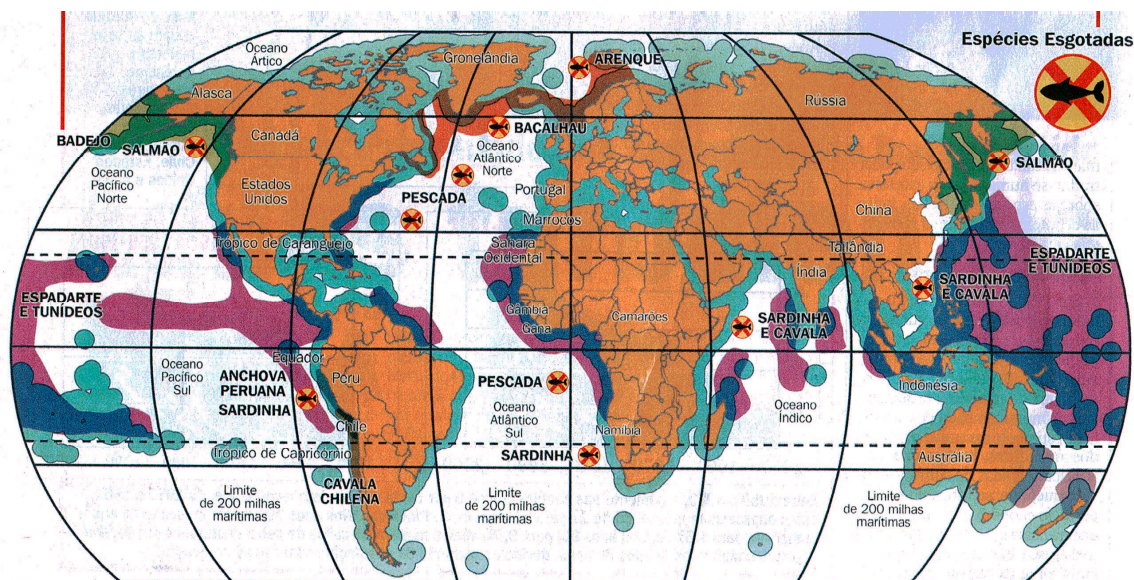 Espécies Esgotadas
Oceano
Ártico
Gronelândia
ARENQUE
Alasca
Rússia
BADEJO
SALMÃO
Canadá
BACALHAU
Oceano
Atlântico
Norte
SALMÃO
Oceano
Pacífico
Norte
Estados
Unidos
PESCADA
Portugal
China
Marrocos
Trópico de Caranguejo
Sahara
Ocidental
Tailândia
Índia
ESPADARTE
E TUNÍDEOS
ESPADARTE
E TUNÍDEOS
SARDINHA
E CAVALA
Gâmbia
Gana
Camarões
SARDINHA
E CAVALA
Equador
Oceano
Pacífico
Sul
ANCHOVA
PERUANA
SARDINHA
Peru
PESCADA
Indonésia
Oceano
Atlântico
Sul
Oceano
Índico
Chile
Namíbia
Trópico de Capricórnio
SARDINHA
Austrália
CAVALA
CHILENA
Limite
de 200 milhas
marítimas
Limite
de 200 milhas
marítimas
Limite
de 200 milhas
marítimas